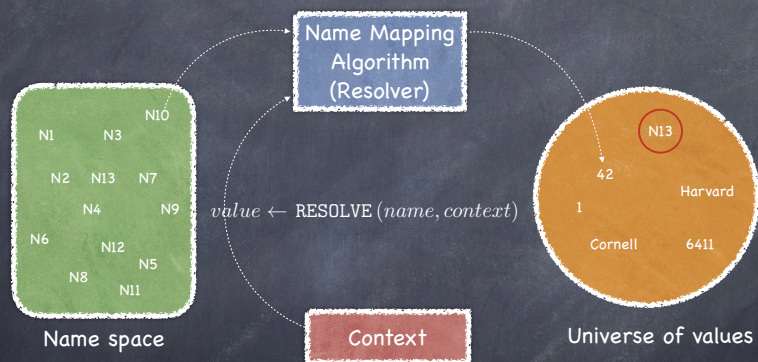 Name Mapping
Algorithm
(Resolver)
N10
N1
N3
N2
N13
N7
N4
N9
N6
N12
N5
N8
N11
Name space
value ← RESOLVE (name, context)
Context
N13
42
Harvard
1
Cornell
6411
Universe of values